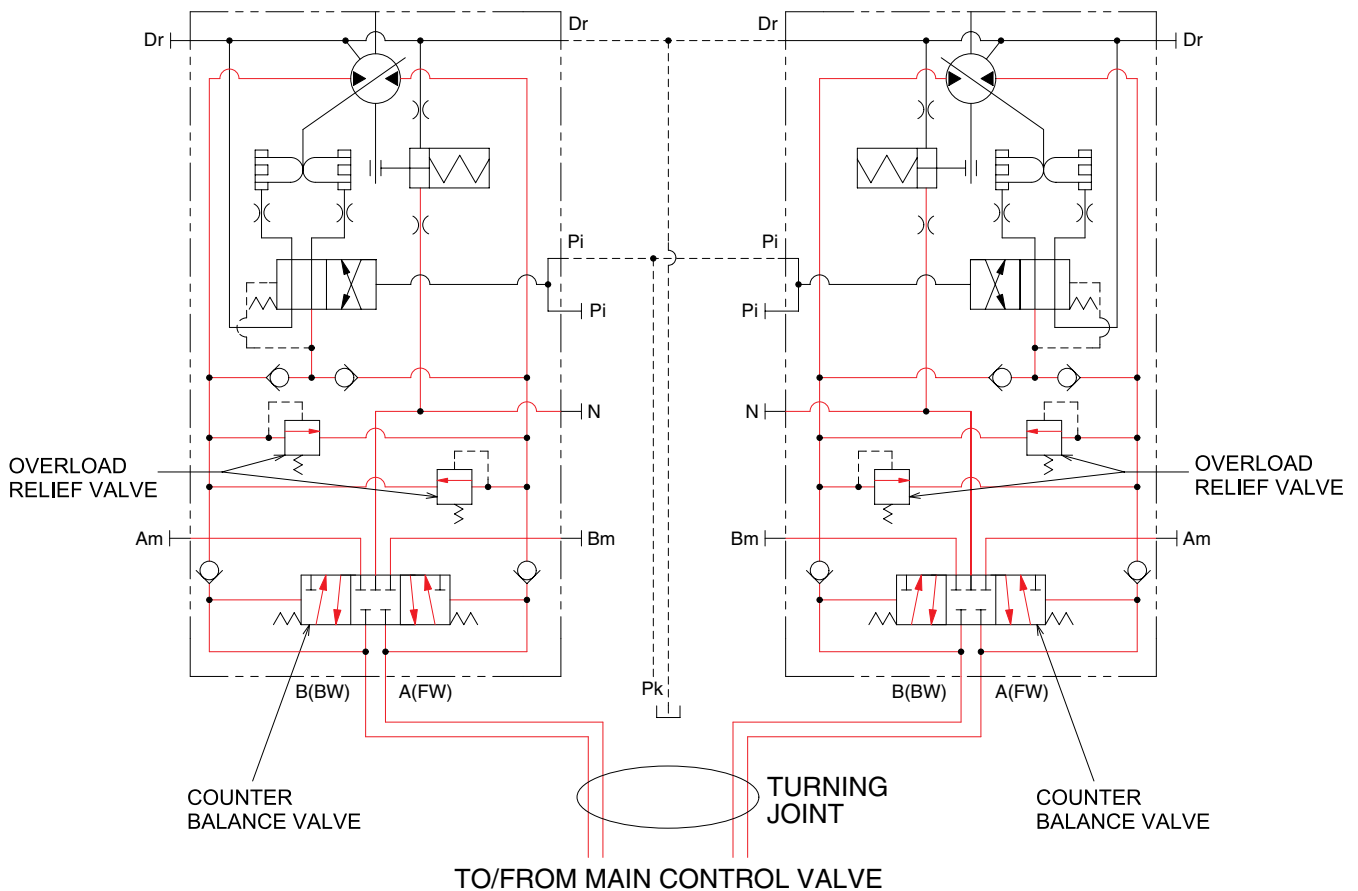 Dr
Dr
Dr
Dr
Pi
Pi
Pi
Pi
N
N
OVERLOAD
RELIEF VALVE
OVERLOAD
RELIEF VALVE
Am
Bm
Bm
Am
B(BW)
A(FW)
Pk
B(BW)
A(FW)
COUNTER
BALANCE VALVE
TURNING
JOINT
COUNTER
BALANCE VALVE
TO/FROM MAIN CONTROL VALVE